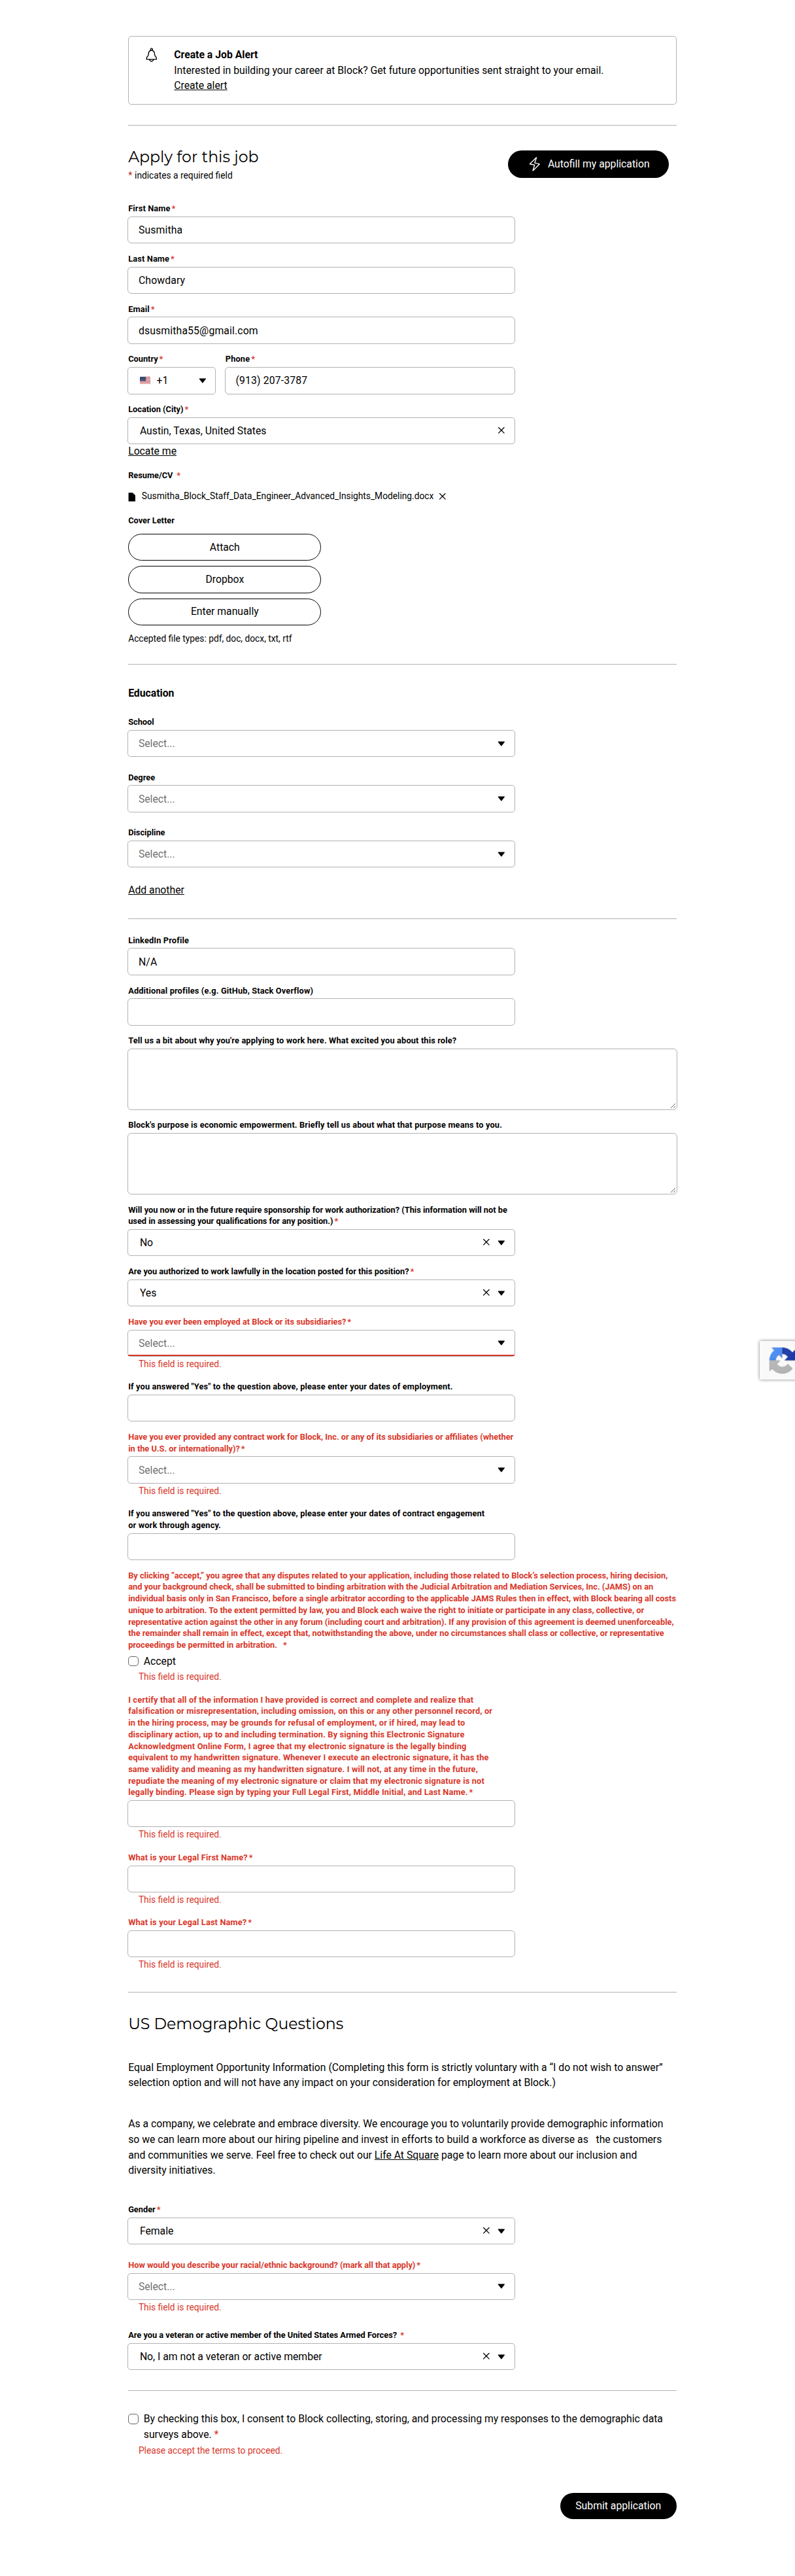 Create a Job Alert
Interested in building your career at Block? Get future opportunities sent straight to your email.
Create alert
Apply for this job
* indicates a required field
Autofill my application
First Name *
Susmitha
Last Name *
Chowdary
Email *
dsusmitha55@gmail.com
Country * Phone *
+1 (913) 207-3787
Location (City) *
Austin, Texas, United States
Locate me
Resume/CV *
Susmitha_Block_Staff_Data_Engineer_Advanced_Insights_Modeling.docx
Cover Letter
Attach
Dropbox
Enter manually
Accepted file types: pdf, doc, docx, txt, rtf
Education
School
Select...
Degree
Select...
Discipline
Select...
Add another
LinkedIn Profile
N/A
Additional profiles (e.g. GitHub, Stack Overflow)
Tell us a bit about why you're applying to work here. What excited you about this role?
Block's purpose is economic empowerment. Briefly tell us about what that purpose means to you.
Will you now or in the future require sponsorship for work authorization? (This information will not be
used in assessing your qualifications for any position.) *
No
Are you authorized to work lawfully in the location posted for this position? *
Yes
Have you ever been employed at Block or its subsidiaries? *
Select...
This field is required.
If you answered "Yes" to the question above, please enter your dates of employment.
Have you ever provided any contract work for Block, Inc. or any of its subsidiaries or affiliates (whether
in the U.S. or internationally)? *
Select...
This field is required.
If you answered "Yes" to the question above, please enter your dates of contract engagement
or work through agency.
By clicking "accept," you agree that any disputes related to your application, including those related to Block's selection process, hiring decision,
and your background check, shall be submitted to binding arbitration with the Judicial Arbitration and Mediation Services, Inc. (JAMS) on an
individual basis only in San Francisco, before a single arbitrator according to the applicable JAMS Rules then in effect, with Block bearing all costs
unique to arbitration. To the extent permitted by law, you and Block each waive the right to initiate or participate in any class, collective, or
representative action against the other in any forum (including court and arbitration). If any provision of this agreement is deemed unenforceable,
the remainder shall remain in effect, except that, notwithstanding the above, under no circumstances shall class or collective, or representative
proceedings be permitted in arbitration. *
Accept
This field is required.
I certify that all of the information I have provided is correct and complete and realize that
falsification or misrepresentation, including omission, on this or any other personnel record, or
in the hiring process, may be grounds for refusal of employment, or if hired, may lead to
disciplinary action, up to and including termination. By signing this Electronic Signature
Acknowledgment Online Form, I agree that my electronic signature is the legally binding
equivalent to my handwritten signature. Whenever I execute an electronic signature, it has the
same validity and meaning as my handwritten signature. I will not, at any time in the future,
repudiate the meaning of my electronic signature or claim that my electronic signature is not
legally binding. Please sign by typing your Full Legal First, Middle Initial, and Last Name. *
This field is required.
What is your Legal First Name? *
This field is required.
What is your Legal Last Name? *
This field is required.
US Demographic Questions
Equal Employment Opportunity Information (Completing this form is strictly voluntary with a "I do not wish to answer"
selection option and will not have any impact on your consideration for employment at Block.)
As a company, we celebrate and embrace diversity. We encourage you to voluntarily provide demographic information
so we can learn more about our hiring pipeline and invest in efforts to build a workforce as diverse as the customers
and communities we serve. Feel free to check out our Life At Square page to learn more about our inclusion and
diversity initiatives.
Gender *
Female
How would you describe your racial/ethnic background? (mark all that apply) *
Select...
This field is required.
Are you a veteran or active member of the United States Armed Forces? *
No, I am not a veteran or active member
By checking this box, I consent to Block collecting, storing, and processing my responses to the demographic data
surveys above. *
Please accept the terms to proceed.
Submit application